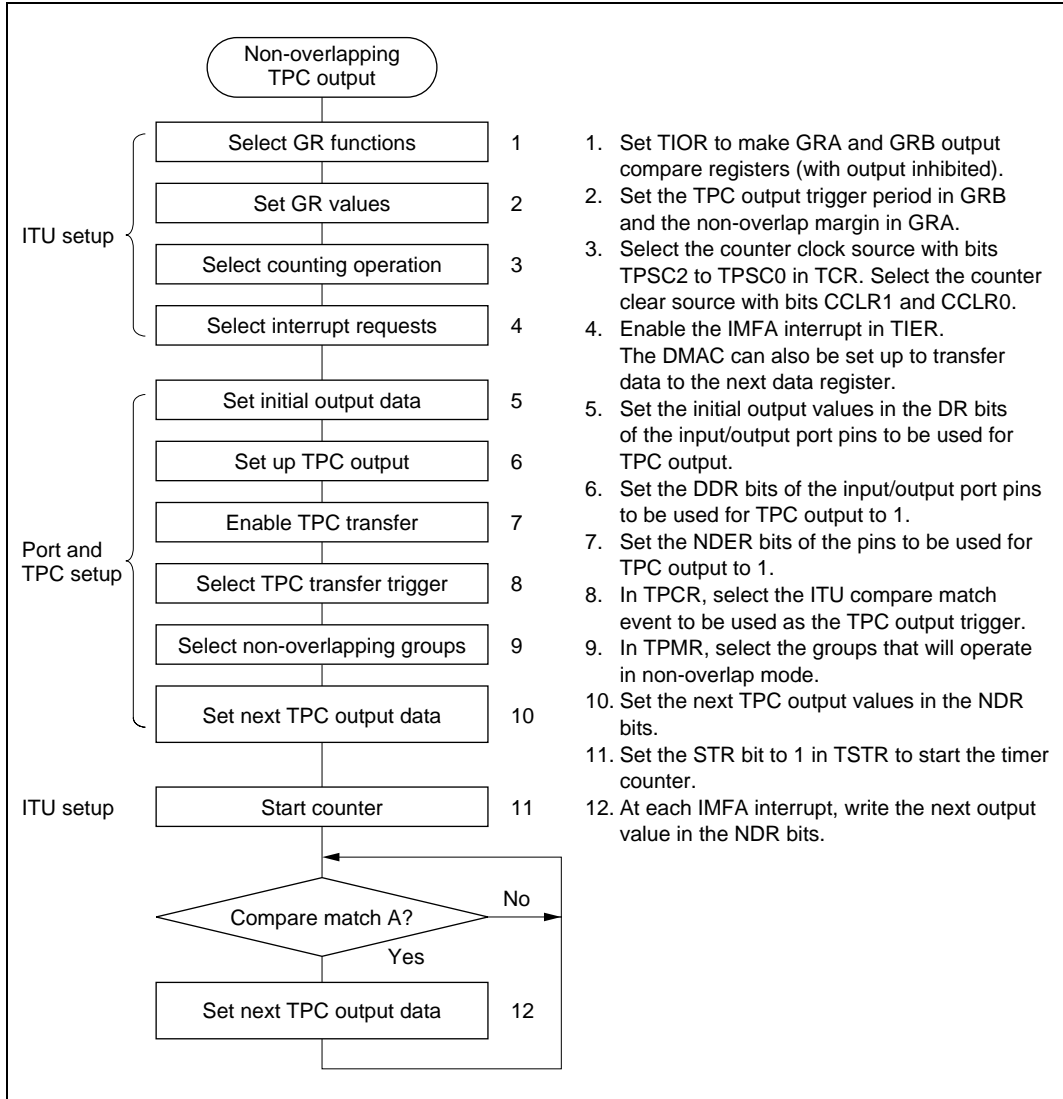 Non-overlapping
TPC output
ITU setup
Select GR functions 1
Set GR values 2
Select counting operation 3
Select interrupt requests 4
Port and
TPC setup
Set initial output data 5
Set up TPC output 6
Enable TPC transfer 7
Select TPC transfer trigger 8
Select non-overlapping groups 9
Set next TPC output data 10
ITU setup
Start counter 11
Compare match A?
No
Yes
Set next TPC output data 12
1. Set TIOR to make GRA and GRB output
compare registers (with output inhibited).
2. Set the TPC output trigger period in GRB
and the non-overlap margin in GRA.
3. Select the counter clock source with bits
TPSC2 to TPSC0 in TCR. Select the counter
clear source with bits CCLR1 and CCLR0.
4. Enable the IMFA interrupt in TIER.
The DMAC can also be set up to transfer
data to the next data register.
5. Set the initial output values in the DR bits
of the input/output port pins to be used for
TPC output.
6. Set the DDR bits of the input/output port pins
to be used for TPC output to 1.
7. Set the NDER bits of the pins to be used for
TPC output to 1.
8. In TPCR, select the ITU compare match
event to be used as the TPC output trigger.
9. In TPMR, select the groups that will operate
in non-overlap mode.
10. Set the next TPC output values in the NDR
bits.
11. Set the STR bit to 1 in TSTR to start the timer
counter.
12. At each IMFA interrupt, write the next output
value in the NDR bits.